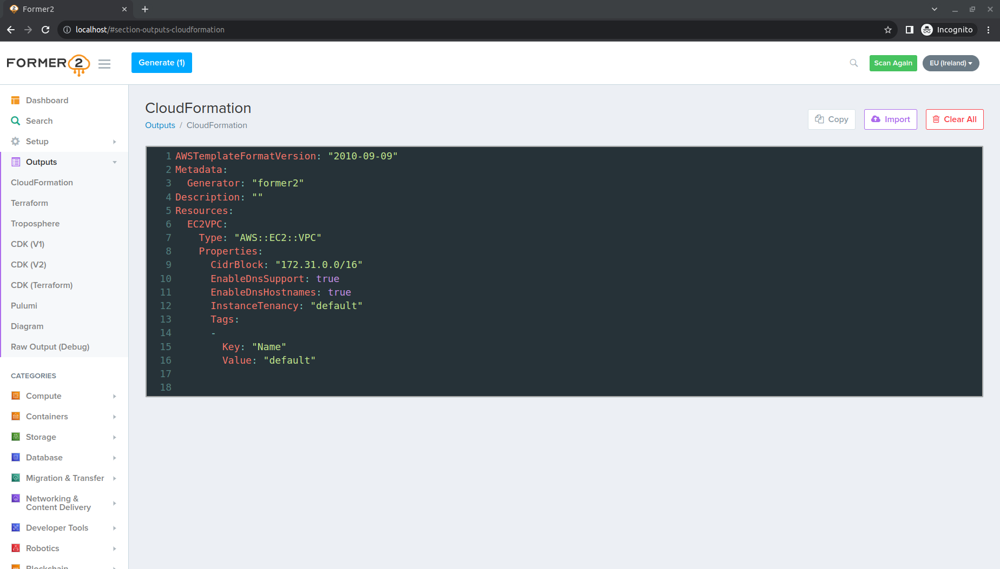 Former2
localhost/#section-outputs-cloudformation
Incognito
FORMER2
Generate (1)
Scan Again
EU (Ireland)
Dashboard
Search
Setup
Outputs
CloudFormation
Terraform
Troposphere
CDK (V1)
CDK (V2)
CDK (Terraform)
Pulumi
Diagram
Raw Output (Debug)
CATEGORIES
Compute
Containers
Storage
Database
Migration & Transfer
Networking &
Content Delivery
Developer Tools
Robotics
Blockchain
CloudFormation
Outputs / CloudFormation
Copy
Import
Clear All
1 AWSTemplateFormatVersion: "2010-09-09"
2 Metadata:
3   Generator: "former2"
4 Description: ""
5 Resources:
6   EC2VPC:
7     Type: "AWS::EC2::VPC"
8     Properties:
9       CidrBlock: "172.31.0.0/16"
10       EnableDnsSupport: true
11       EnableDnsHostnames: true
12       InstanceTenancy: "default"
13       Tags:
14       -
15         Key: "Name"
16         Value: "default"
17
18